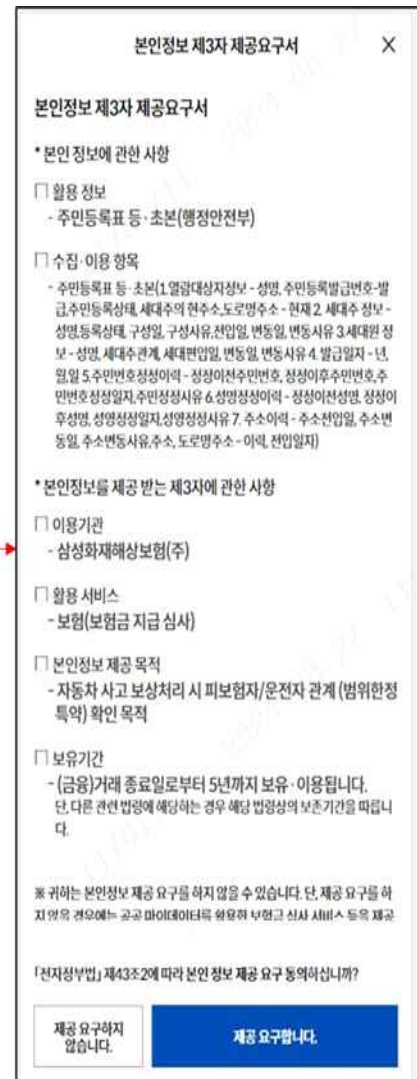 본인정보 제3자 제공요구서 X
본인정보 제3자 제공요구서
* 본인 정보에 관한 사항
□ 활용 정보
- 주민등록표 등·초본(행정안전부)
□ 수집·이용 항목
- 주민등록표 등·초본(1.열람대상자정보 - 성명, 주민등록발급번호-발
급,주민등록상태, 세대주의 현주소,도로명주소 - 현재 2. 세대주 정보 -
성명,등록상태, 구성일, 구성사유,전입일, 변동일, 변동사유 3.세대원 정
보 - 성명, 세대주관계, 세대편입일, 변동일, 변동사유 4. 발급일자 - 년,
월,일 5.주민번호정정이력 - 정정이전주민번호, 정정이후주민번호,주
민번호정정일자,주민정정사유 6.성명정정이력 - 정정이전성명, 정정이
후성명, 성명정정일자,성명정정사유 7. 주소이력 - 주소전입일, 주소변
동일, 주소변동사유,주소, 도로명주소 - 이력, 전입일자)
* 본인정보를 제공 받는 제3자에 관한 사항
□ 이용기관
- 삼성화재해상보험(주)
□ 활용 서비스
- 보험(보험금 지급 심사)
□ 본인정보 제공 목적
- 자동차 사고 보상처리 시 피보험자/운전자 관계 (범위한정
특약) 확인 목적
□ 보유기간
- (금융)거래 종료일로부터 5년까지 보유·이용됩니다.
단, 다른 관련 법령에 해당하는 경우 해당 법령상의 보존기간을 따릅니
다.
※ 귀하는 본인정보 제공 요구를 하지 않을 수 있습니다. 단, 제공 요구를 하
지 않을 경우에는 공공 마이데이터를 활용한 보험금 심사 서비스 등을 제공
「전자정부법」 제43조2에 따라 본인 정보 제공 요구 동의하십니까?
제공 요구하지
않습니다.
제공 요구합니다.